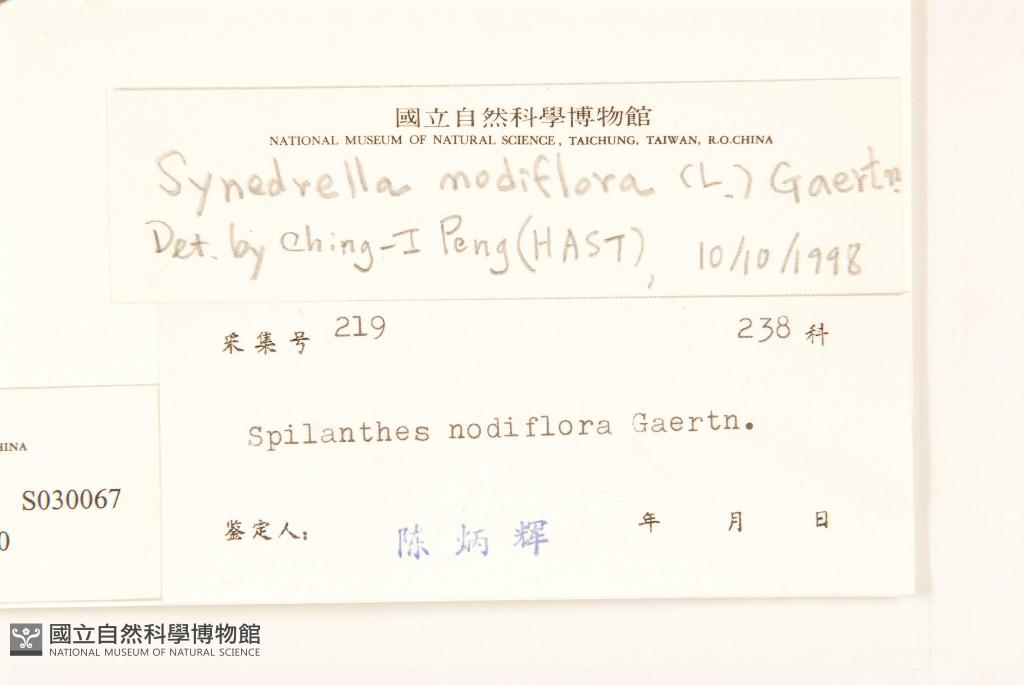 國立自然科學博物館
NATIONAL MUSEUM OF NATURAL SCIENCE, TAICHUNG, TAIWAN, R.O.CHINA
Synedrella nodiflora (L.) Gaertn
Det. by Ching-I Peng (HAST), 10/10/1998
采集号 219 238 科
Spilanthes nodiflora Gaertn.
鉴定人: 陈炳辉 年 月 日
HINA
S030067
0
國立自然科學博物館
NATIONAL MUSEUM OF NATURAL SCIENCE